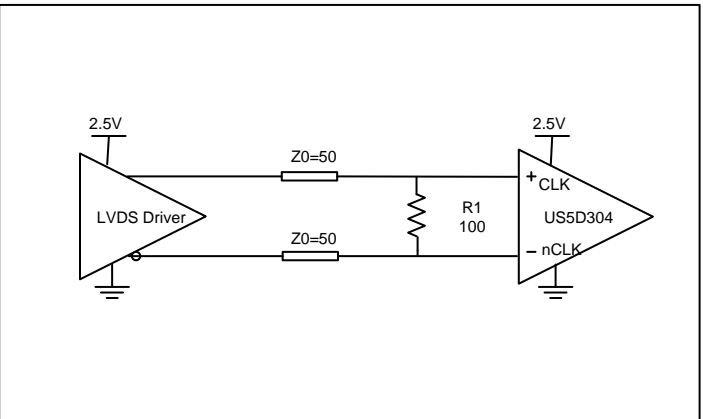 2.5V
2.5V
Z0=50
+ CLK
LVDS Driver
R1
100
US5D304
Z0=50
− nCLK